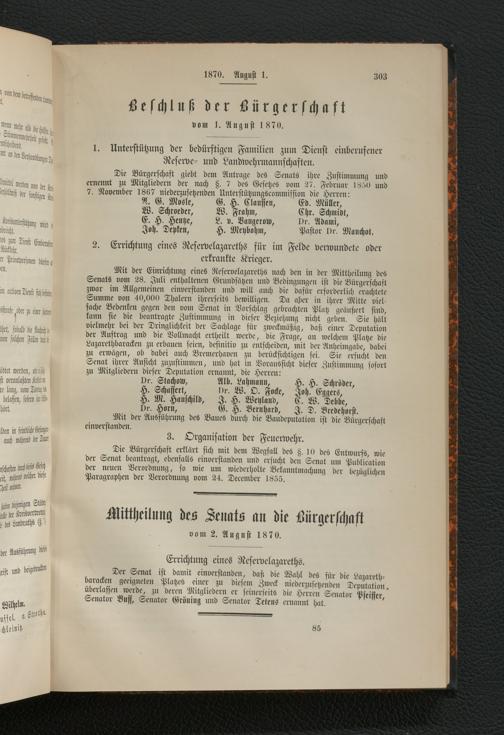 1870. August 1.
303
Beschluß der Bürgerschaft
vom 1. August 1870.
1. Unterstützung der bedürftigen Familien zum Dienst einberufener
Reserve- und Landwehrmannschaften.
Die Bürgerschaft giebt dem Antrage des Senats ihre Zustimmung und
ernennt zu Mitgliedern der nach §. 7 des Gesetzes vom 27. Februar 1850 und
7. November 1867 niederzusetzenden Unterstützungscommission die Herren:
A. G. Mosle, G. H. Claussen, Ed. Müller,
W. Schroeder, W. Frahm, Chr. Schmidt,
E. H. Hentze, L. v. Vangerow, Dr. Adami,
Joh. Depken, H. Meybohm, Pastor Dr. Manchot.
2. Errichtung eines Reservelazareths für im Felde verwundete oder
erkrankte Krieger.
Mit der Einrichtung eines Reservelazareths nach den in der Mittheilung des
Senats vom 28. Juli enthaltenen Grundsätzen und Bedingungen ist die Bürgerschaft
zwar im Allgemeinen einverstanden und will auch die dafür erforderlich erachtete
Summe von 40,000 Thalern ihrerseits bewilligen. Da aber in ihrer Mitte viel-
fache Bedenken gegen den vom Senat in Vorschlag gebrachten Platz geäußert sind,
kann sie die beantragte Zustimmung in dieser Beziehung nicht geben. Sie hält
vielmehr bei der Dringlichkeit der Sachlage für zweckmäßig, daß einer Deputation
der Auftrag und die Vollmacht ertheilt werde, die Frage, an welchem Platze die
Lazarethbaracken zu erbauen seien, definitiv zu entscheiden, mit der Anheimgabe, dabei
zu erwägen, ob dabei auch Bremerhaven zu berücksichtigen sei. Sie ersucht den
Senat ihrer Ansicht zuzustimmen, und hat in Voraussicht dieser Zustimmung sofort
zu Mitgliedern dieser Deputation ernannt, die Herren:
Dr. Stachow, Alb. Lahmann, H. H. Schröder,
H. Schaffert, Dr. W. O. Focke, Joh. Eggers,
H. M. Hauschild, J. H. Weyland, C. W. Debbe,
Dr. Horn, G. H. Bernhard, J. D. Bredehorst.
Mit der Ausführung des Baues durch die Baudeputation ist die Bürgerschaft
einverstanden.
3. Organisation der Feuerwehr.
Die Bürgerschaft erklärt sich mit dem Wegfall des §. 10 des Entwurfs, wie
der Senat beantragt, ebenfalls einverstanden und ersucht den Senat um Publication
der neuen Verordnung, so wie um wiederholte Bekanntmachung der bezüglichen
Paragraphen der Verordnung vom 24. December 1855.
Mittheilung des Senats an die Bürgerschaft
vom 2. August 1870.
Errichtung eines Reservelazareths.
Der Senat ist damit einverstanden, daß die Wahl des für die Lazareth-
baracken geeigneten Platzes einer zu diesem Zweck niederzusetzenden Deputation,
überlassen werde, zu deren Mitgliedern er seinerseits die Herren Senator Pfeiffer,
Senator Buff, Senator Gröning und Senator Tetens ernannt hat.
85